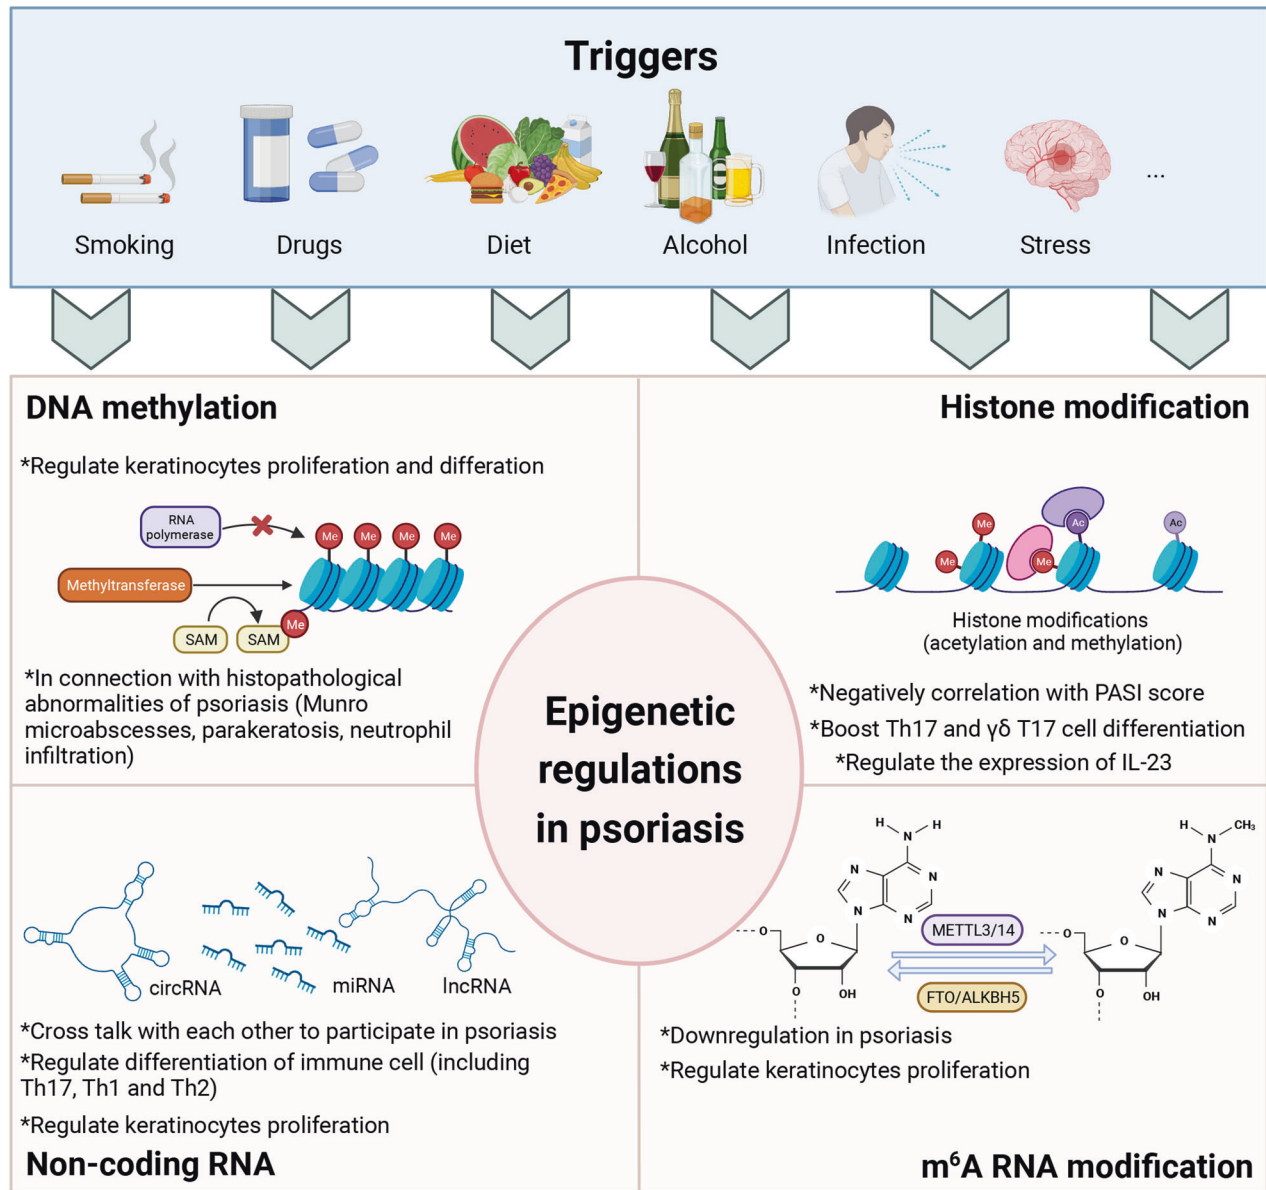 Triggers
Smoking
Drugs
Diet
Alcohol
Infection
Stress
...
DNA methylation
*Regulate keratinocytes proliferation and differation
RNA
polymerase
Me
Me
Me
Me
Methyltransferase
SAM
SAM
Me
*In connection with histopathological
abnormalities of psoriasis (Munro
microabscesses, parakeratosis, neutrophil
infiltration)
Histone modification
Me
Me
Me
Ac
Ac
Histone modifications
(acetylation and methylation)
*Negatively correlation with PASI score
*Boost Th17 and γδ T17 cell differentiation
*Regulate the expression of IL-23
Epigenetic
regulations
in psoriasis
circRNA
miRNA
lncRNA
*Cross talk with each other to participate in psoriasis
*Regulate differentiation of immune cell (including
Th17, Th1 and Th2)
*Regulate keratinocytes proliferation
Non-coding RNA
H
H
N
N
N
N
N
O
O
O
OH
METTL3/14
FTO/ALKBH5
H
CH₃
N
N
N
N
N
O
O
O
OH
*Downregulation in psoriasis
*Regulate keratinocytes proliferation
m⁶A RNA modification